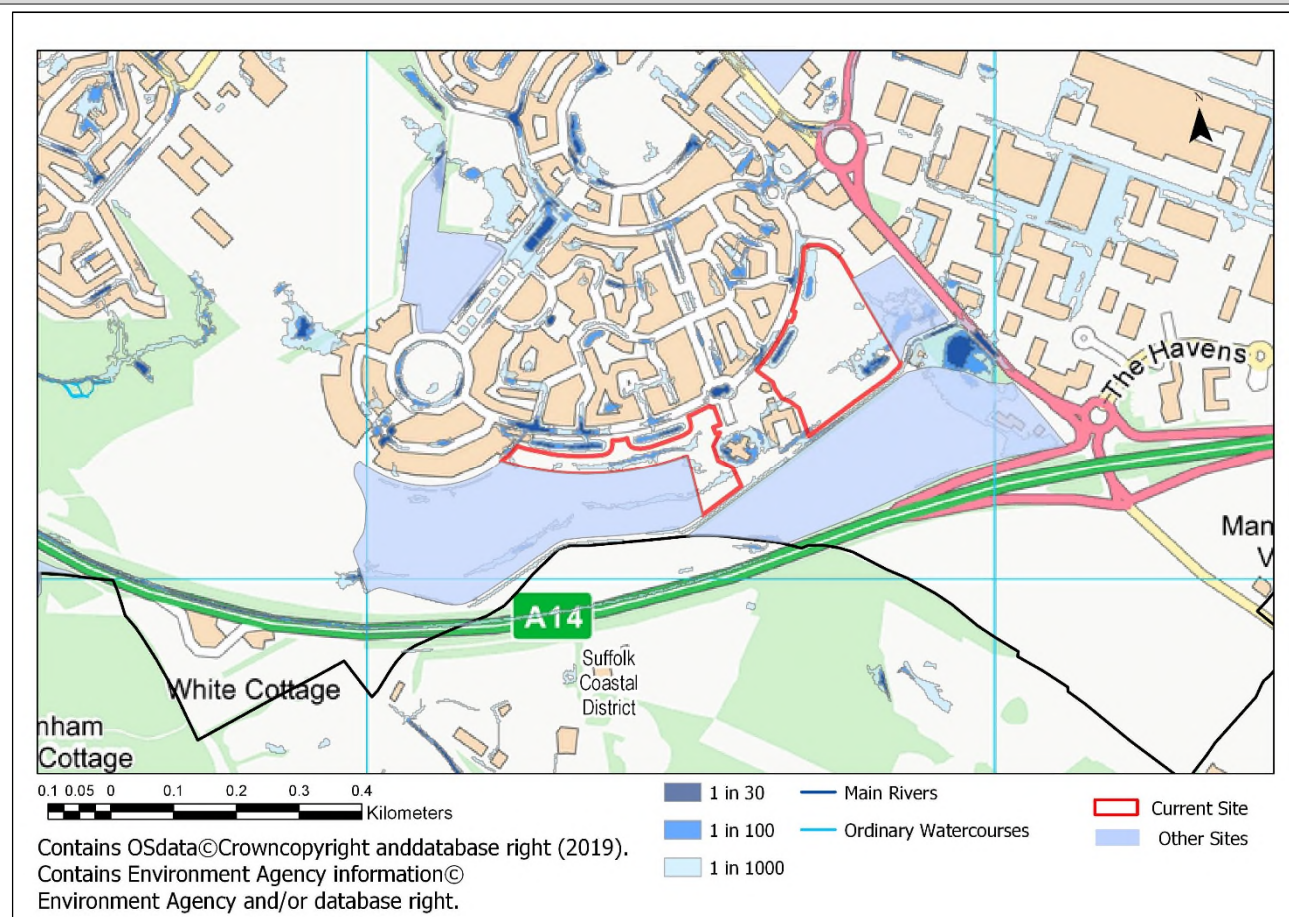 N
The Havens
Man
V
A14
Suffolk
Coastal
District
White Cottage
nham
Cottage
0.1 0.05 0 0.1 0.2 0.3 0.4
Kilometers
1 in 30
1 in 100
1 in 1000
Main Rivers
Ordinary Watercourses
Current Site
Other Sites
Contains OSdata©Crowncopyright anddatabase right (2019).
Contains Environment Agency information©
Environment Agency and/or database right.